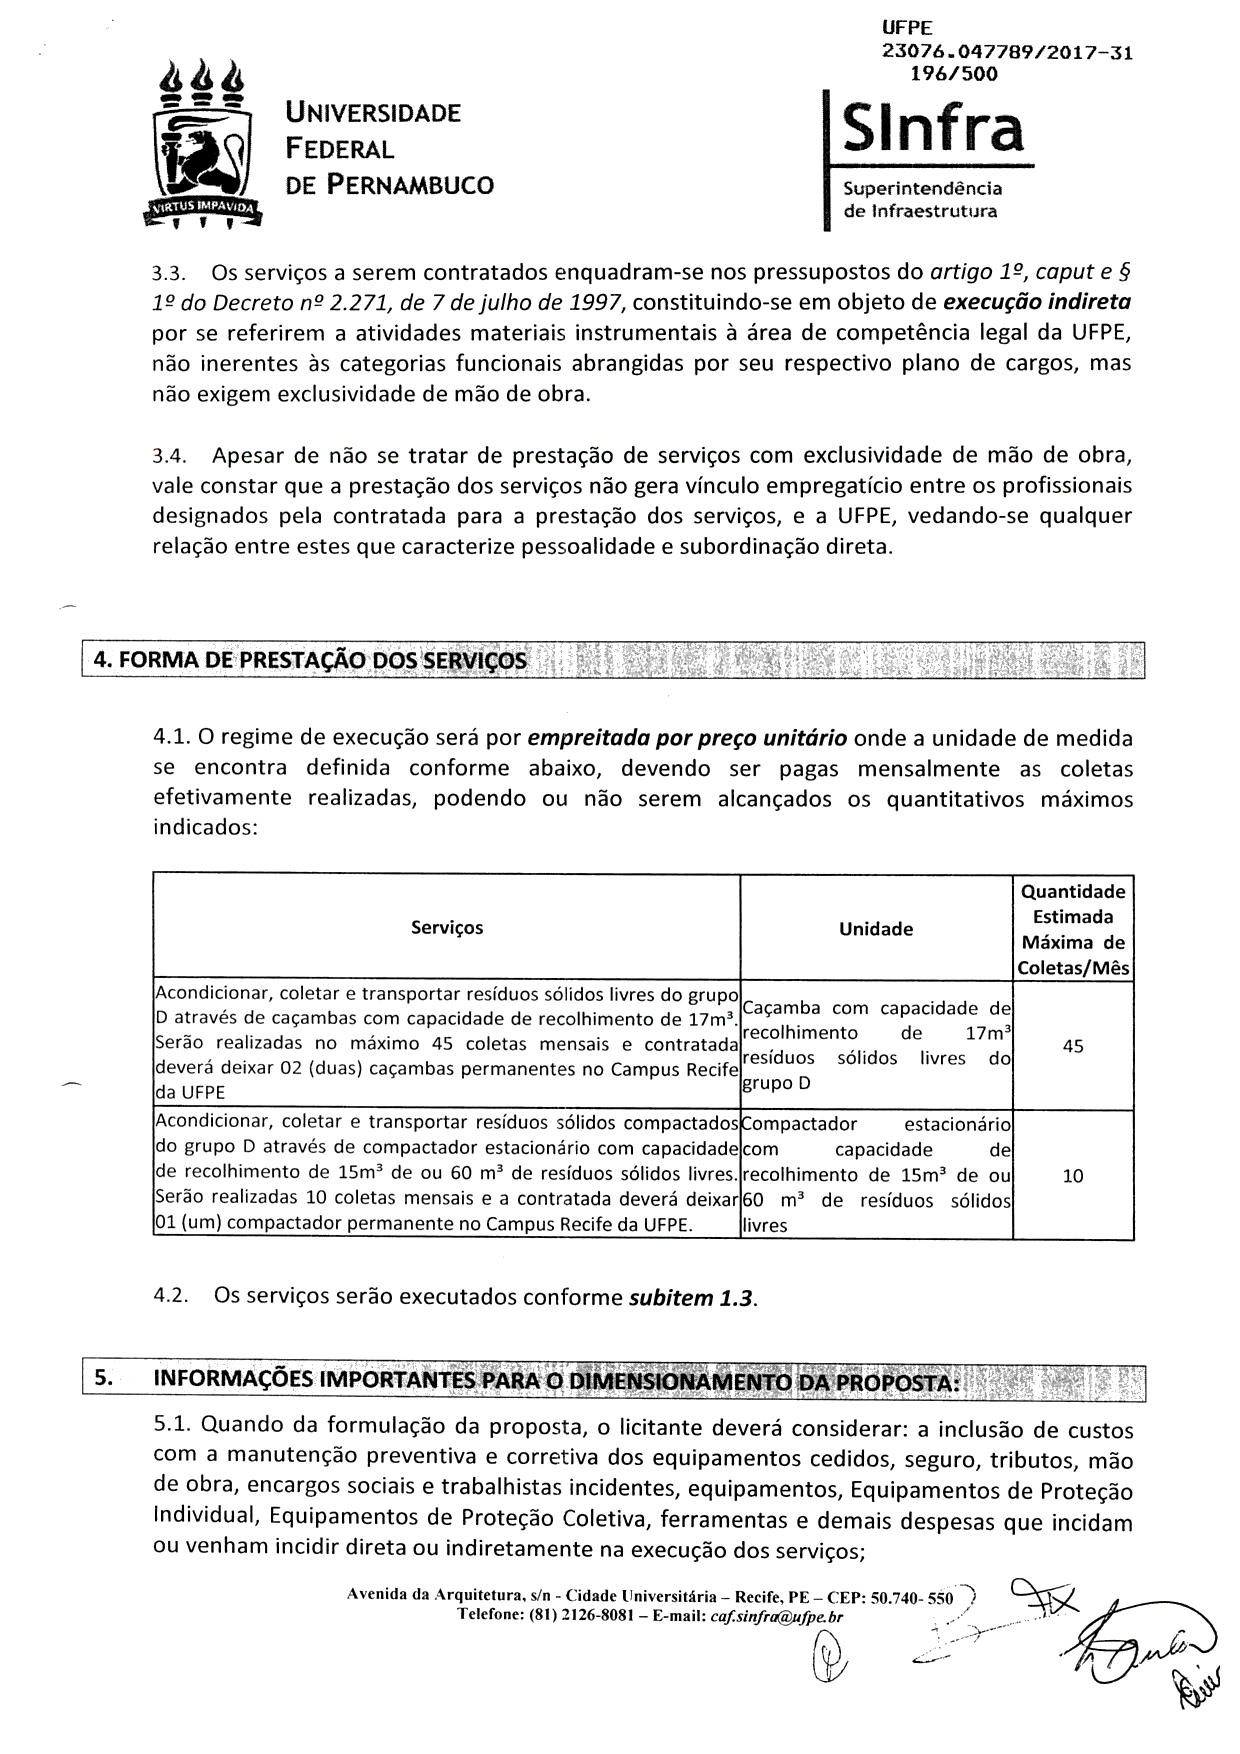 UFPE
23076.047789/2017-31
196/500
UNIVERSIDADE
FEDERAL
DE PERNAMBUCO
VIRTUS IMPAVIDA
SInfra
Superintendência
de Infraestrutura
3.3. Os serviços a serem contratados enquadram-se nos pressupostos do artigo 1º, caput e §
1º do Decreto nº 2.271, de 7 de julho de 1997, constituindo-se em objeto de execução indireta
por se referirem a atividades materiais instrumentais à área de competência legal da UFPE,
não inerentes às categorias funcionais abrangidas por seu respectivo plano de cargos, mas
não exigem exclusividade de mão de obra.
3.4. Apesar de não se tratar de prestação de serviços com exclusividade de mão de obra,
vale constar que a prestação dos serviços não gera vínculo empregatício entre os profissionais
designados pela contratada para a prestação dos serviços, e a UFPE, vedando-se qualquer
relação entre estes que caracterize pessoalidade e subordinação direta.
4. FORMA DE PRESTAÇÃO DOS SERVIÇOS
4.1. O regime de execução será por empreitada por preço unitário onde a unidade de medida
se encontra definida conforme abaixo, devendo ser pagas mensalmente as coletas
efetivamente realizadas, podendo ou não serem alcançados os quantitativos máximos
indicados:
Serviços
Unidade
Quantidade
Estimada
Máxima de
Coletas/Mês
Acondicionar, coletar e transportar resíduos sólidos livres do grupo
D através de caçambas com capacidade de recolhimento de 17m³.
Serão realizadas no máximo 45 coletas mensais e contratada
deverá deixar 02 (duas) caçambas permanentes no Campus Recife
da UFPE
Caçamba com capacidade de
recolhimento de 17m³
resíduos sólidos livres do
grupo D
45
Acondicionar, coletar e transportar resíduos sólidos compactados
do grupo D através de compactador estacionário com capacidade
de recolhimento de 15m³ de ou 60 m³ de resíduos sólidos livres.
Serão realizadas 10 coletas mensais e a contratada deverá deixar
01 (um) compactador permanente no Campus Recife da UFPE.
Compactador estacionário
com capacidade de
recolhimento de 15m³ de ou
60 m³ de resíduos sólidos
livres
10
4.2. Os serviços serão executados conforme subitem 1.3.
5. INFORMAÇÕES IMPORTANTES PARA O DIMENSIONAMENTO DA PROPOSTA:
5.1. Quando da formulação da proposta, o licitante deverá considerar: a inclusão de custos
com a manutenção preventiva e corretiva dos equipamentos cedidos, seguro, tributos, mão
de obra, encargos sociais e trabalhistas incidentes, equipamentos, Equipamentos de Proteção
Individual, Equipamentos de Proteção Coletiva, ferramentas e demais despesas que incidam
ou venham incidir direta ou indiretamente na execução dos serviços;
Avenida da Arquitetura, s/n - Cidade Universitária – Recife, PE – CEP: 50.740- 550
Telefone: (81) 2126-8081 – E-mail: caf.sinfra@ufpe.br